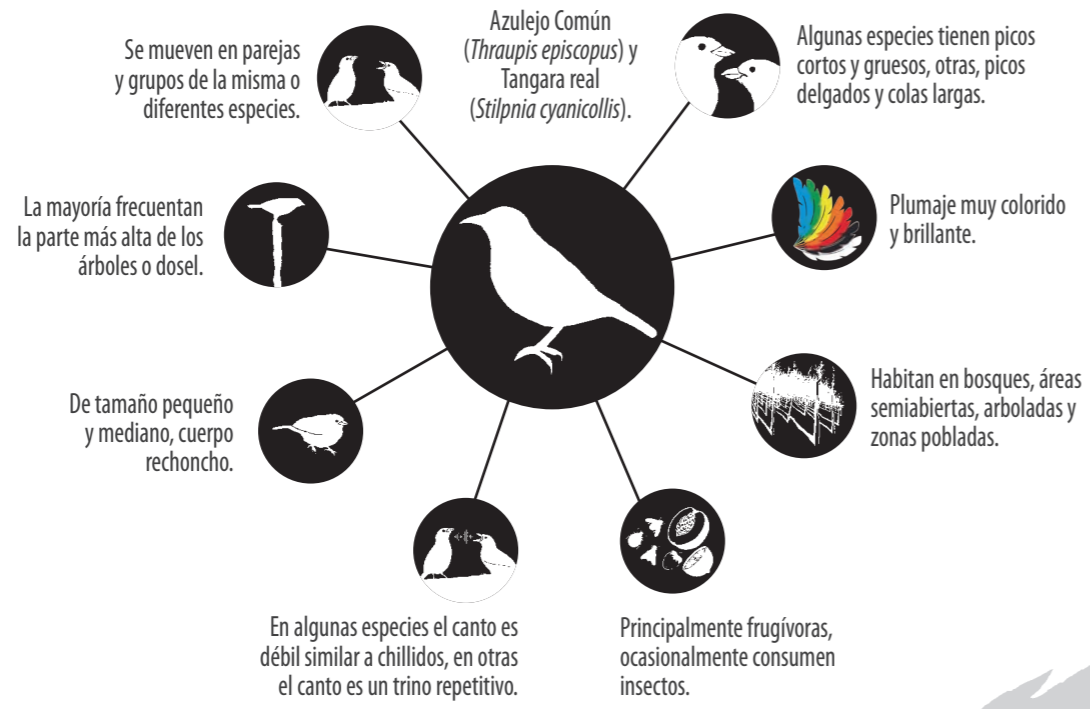 Azulejo Común
(Thraupis episcopus) y
Tangara real
(Stilpnia cyanicollis).
Se mueven en parejas
y grupos de la misma o
diferentes especies.
Algunas especies tienen picos
cortos y gruesos, otras, picos
delgados y colas largas.
La mayoría frecuentan
la parte más alta de los
árboles o dosel.
Plumaje muy colorido
y brillante.
De tamaño pequeño
y mediano, cuerpo
rechoncho.
Habitan en bosques, áreas
semiabiertas, arboladas y
zonas pobladas.
En algunas especies el canto es
débil similar a chillidos, en otras
el canto es un trino repetitivo.
Principalmente frugívoras,
ocasionalmente consumen
insectos.